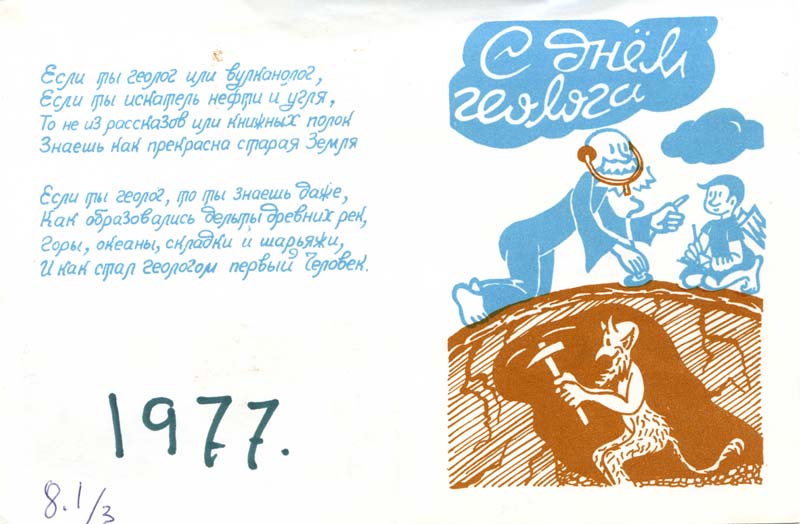 Если ты геолог или вулканолог,
Если ты искатель нефти и угля,
То не из рассказов или книжных полок
Знаешь как прекрасна старая Земля
Если ты геолог, то ты знаешь даже,
Как образовались дельты древних рек,
Горы, океаны, складки и шарьяжи,
И как стал геологом первый Человек.
1977.
8.1/3
С днём
геолога